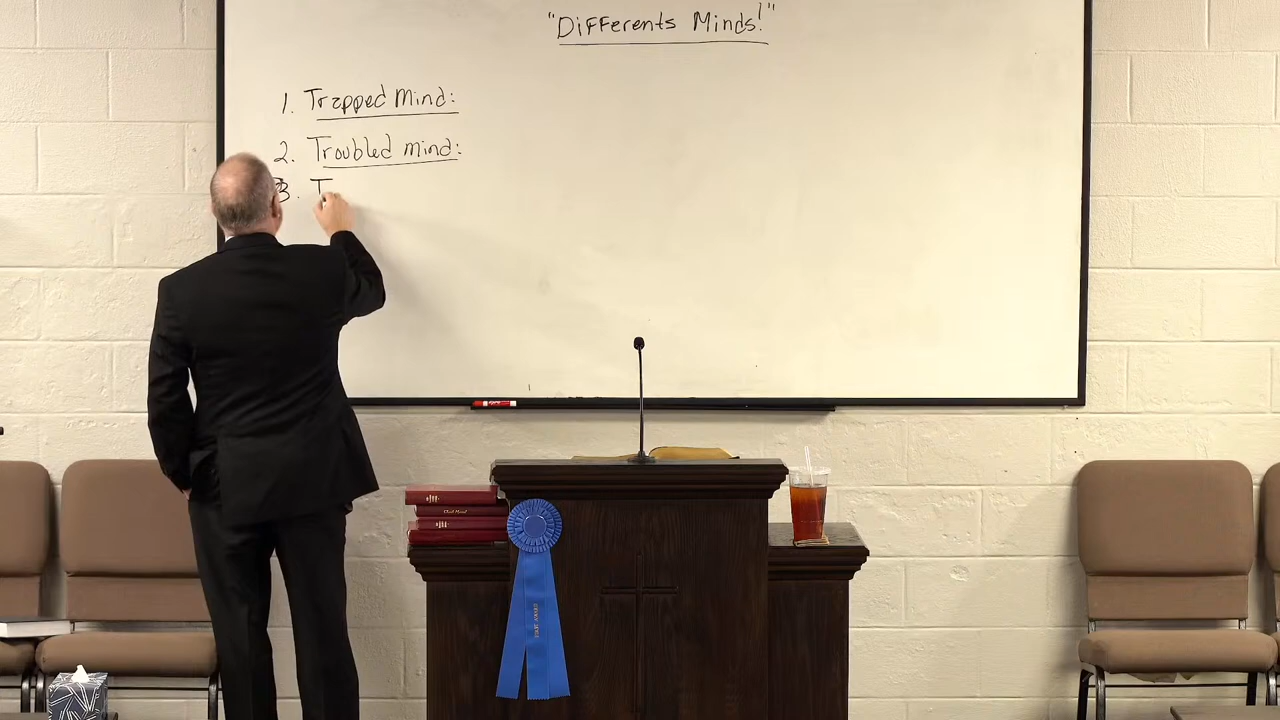 "Differents Minds!"
1. Trapped Mind:
2. Troubled mind:
3. T